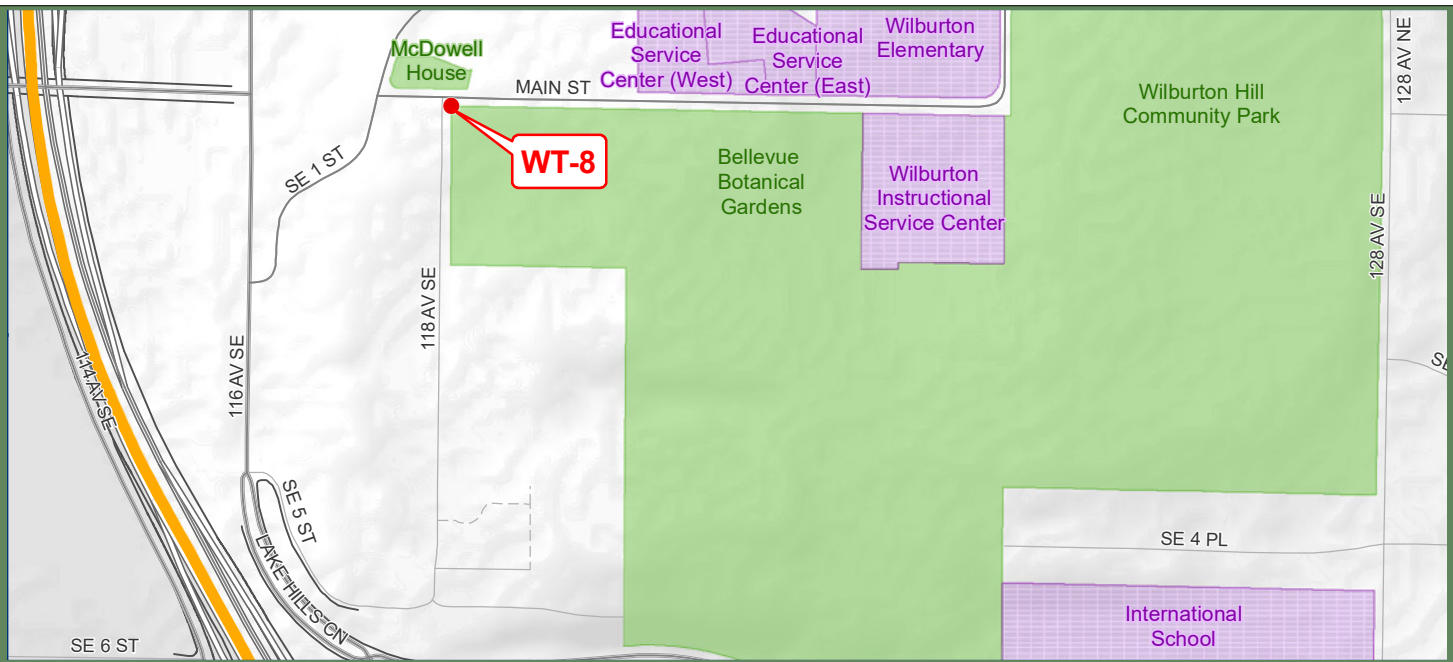 McDowell
House
Educational
Service
Center (West)
Educational
Service
Center (East)
Wilburton
Elementary
MAIN ST
Wilburton Hill
Community Park
128 AV NE
WT-8
SE 1 ST
Bellevue
Botanical
Gardens
Wilburton
Instructional
Service Center
128 AV SE
118 AV SE
116 AV SE
114 AV SE
SE
SE 5 ST
LAKE HILLS CN
SE 4 PL
International
School
SE 6 ST